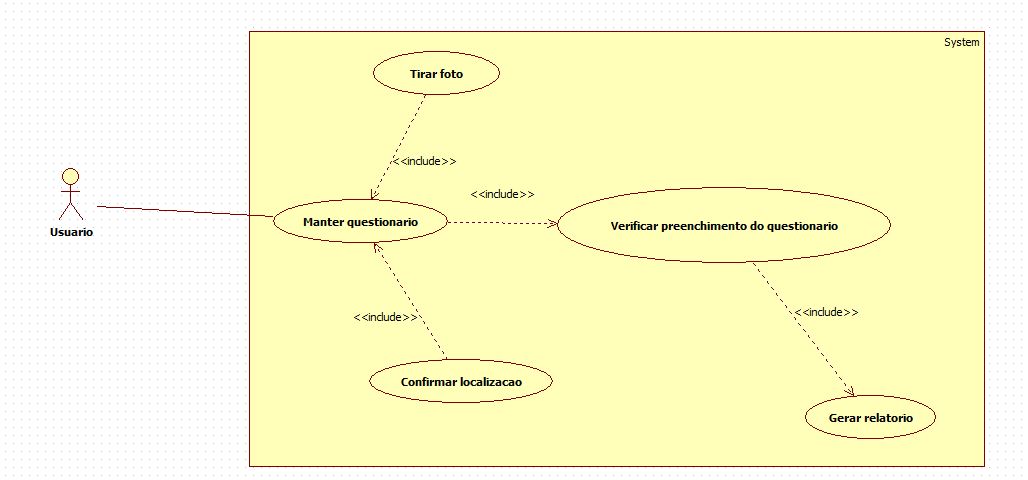 System
Tirar foto
<<include>>
<<include>>
Usuario
Manter questionario
Verificar preenchimento do questionario
<<include>>
<<include>>
Confirmar localizacao
Gerar relatorio